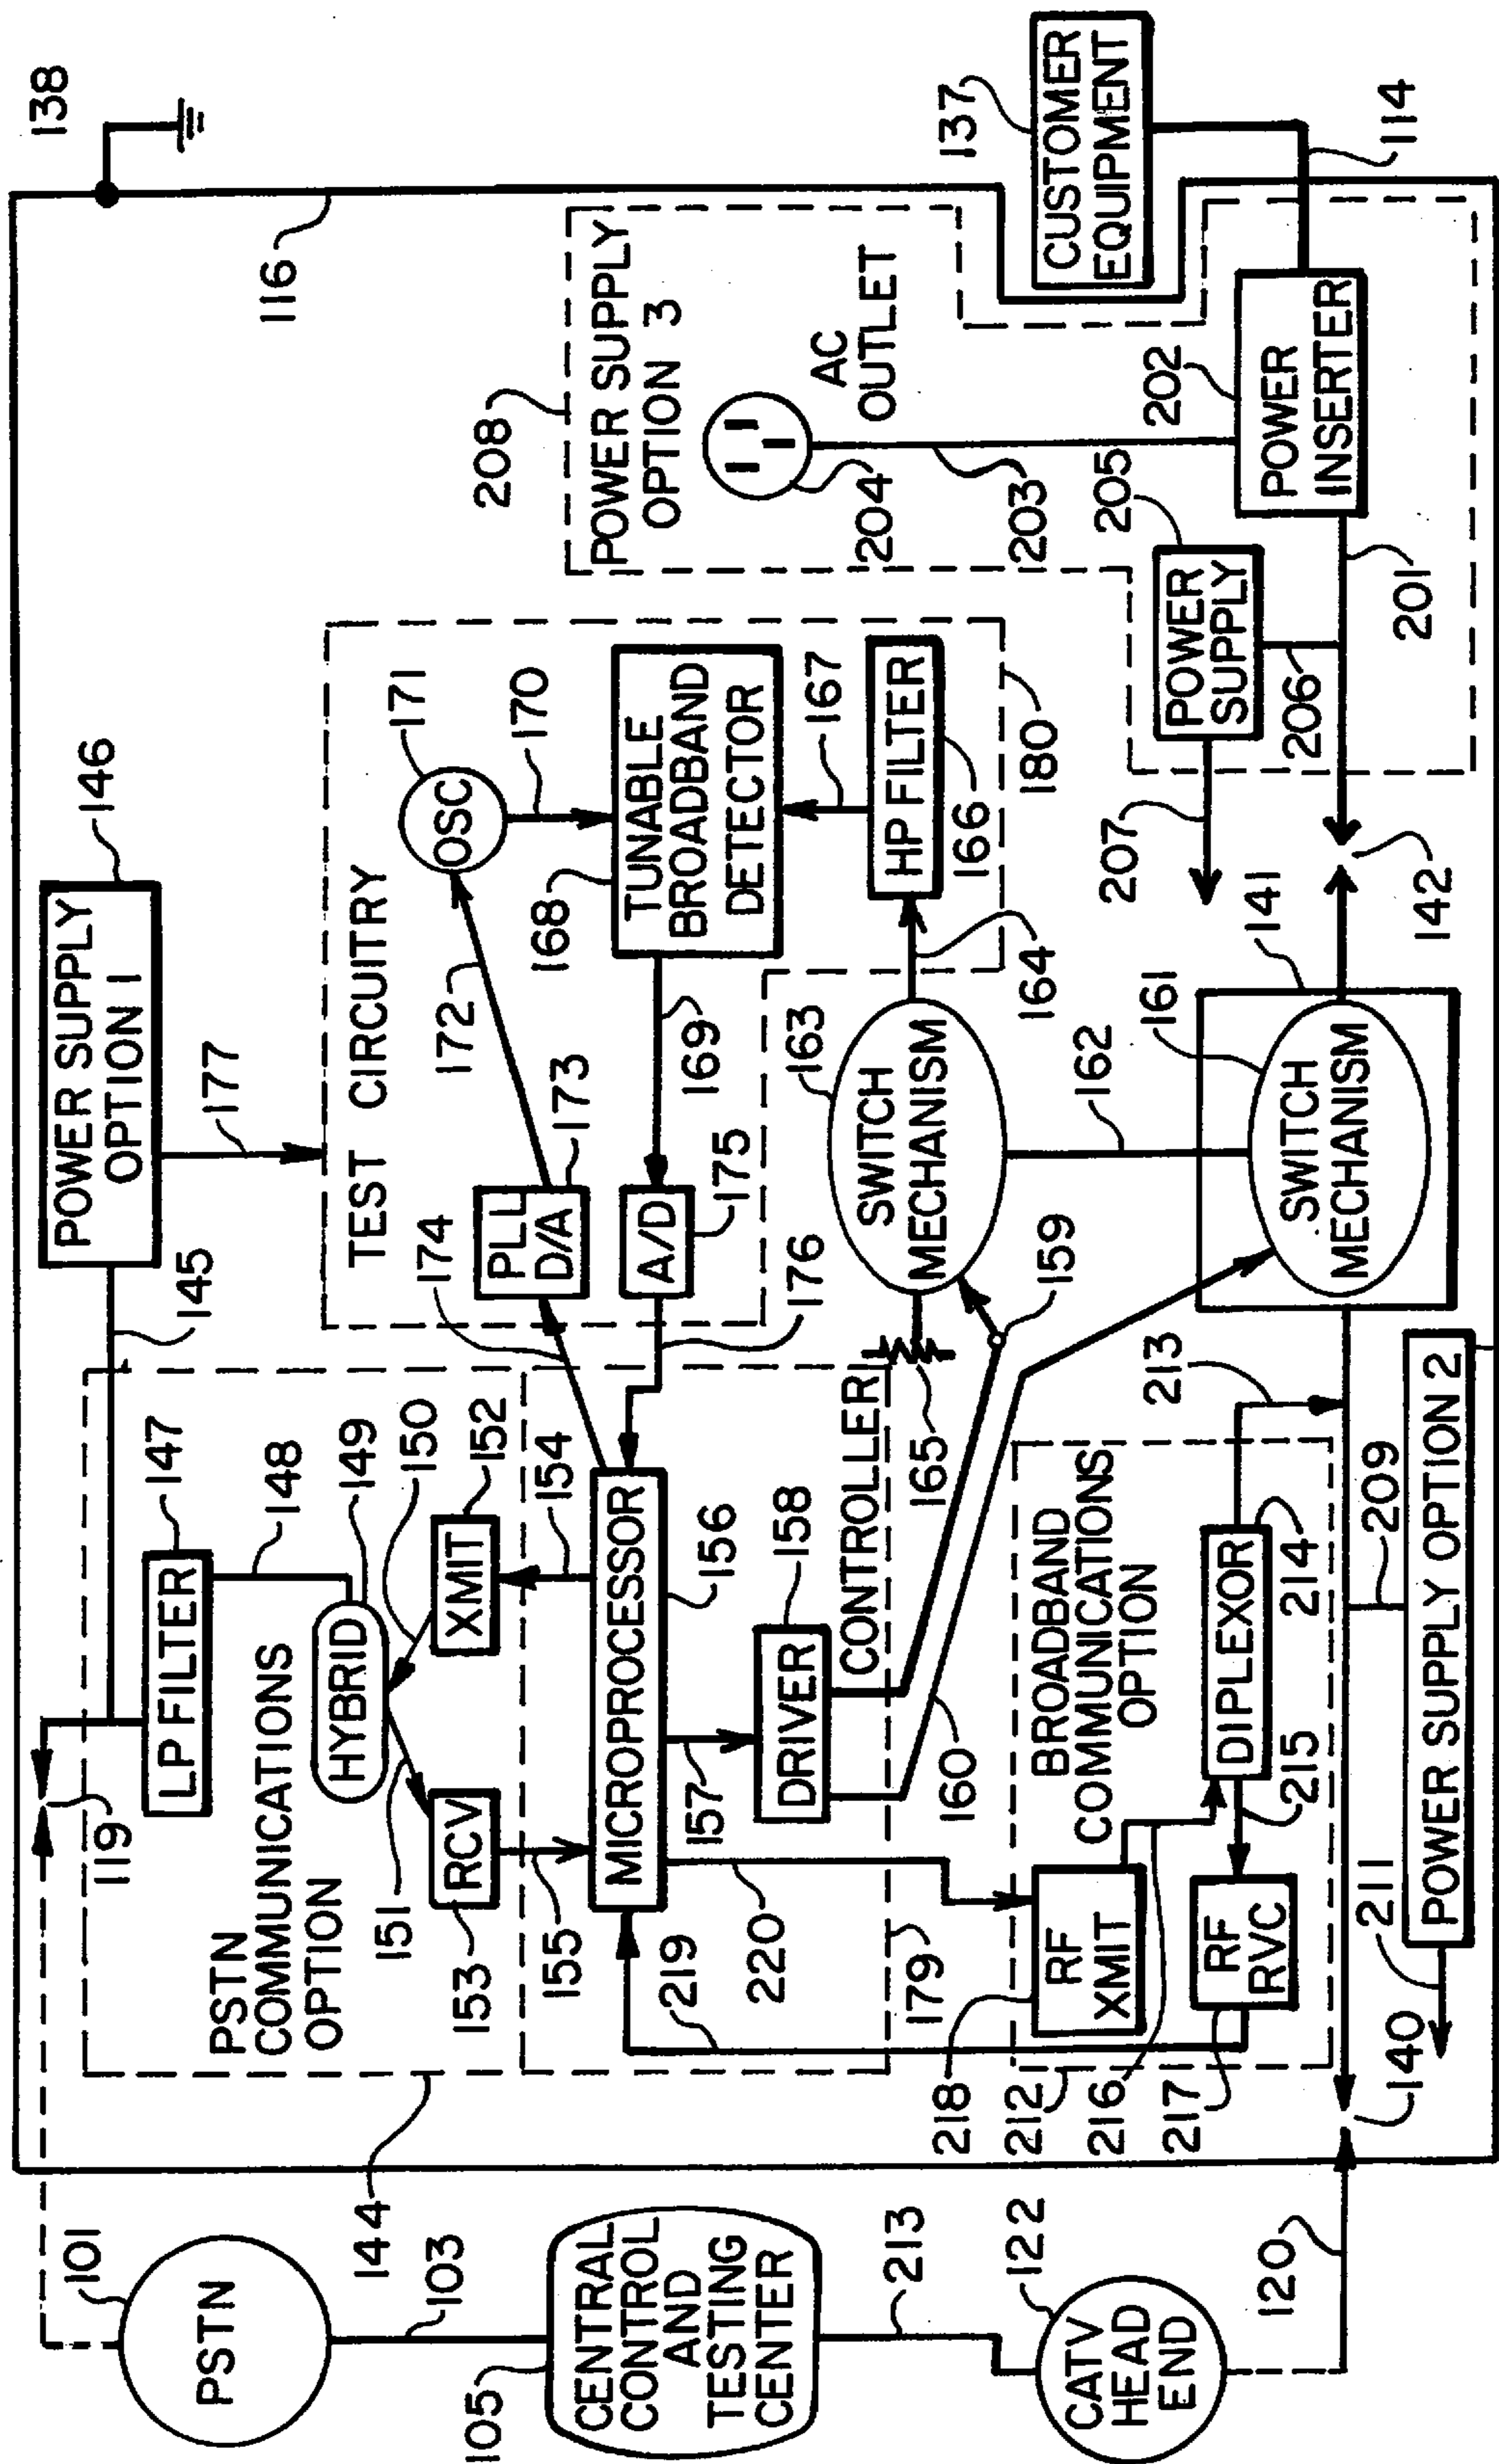 138
116
146
POWER SUPPLY
OPTION 1
145
177
119
147
LP FILTER
148
149
HYBRID
150
151
152
XMIT
153
RCV
154
155
PSTN
COMMUNICATIONS
OPTION
144
101
PSTN
103
105
CENTRAL
CONTROL
AND
TESTING
CENTER
213
122
CATV
HEAD
END
120
TEST CIRCUITRY
171
OSC
170
172
168
TUNABLE
BROADBAND
DETECTOR
167
HP FILTER
166
180
164
169
173
PLL
D/A
174
A/D
175
176
MICROPROCESSOR
156
157
DRIVER
158
CONTROLLER
159
160
179
219
220
163
SWITCH
MECHANISM
165
162
161
SWITCH
MECHANISM
141
142
208
POWER SUPPLY
OPTION 3
AC
OUTLET
204
203
205
POWER
SUPPLY
206
207
202
POWER
INSERTER
201
137
CUSTOMER
EQUIPMENT
114
BROADBAND
COMMUNICATIONS
OPTION
213
DIPLEXOR
214
215
RF
XMIT
RF
RVC
218
212
216
217
209
211
POWER SUPPLY OPTION 2
140